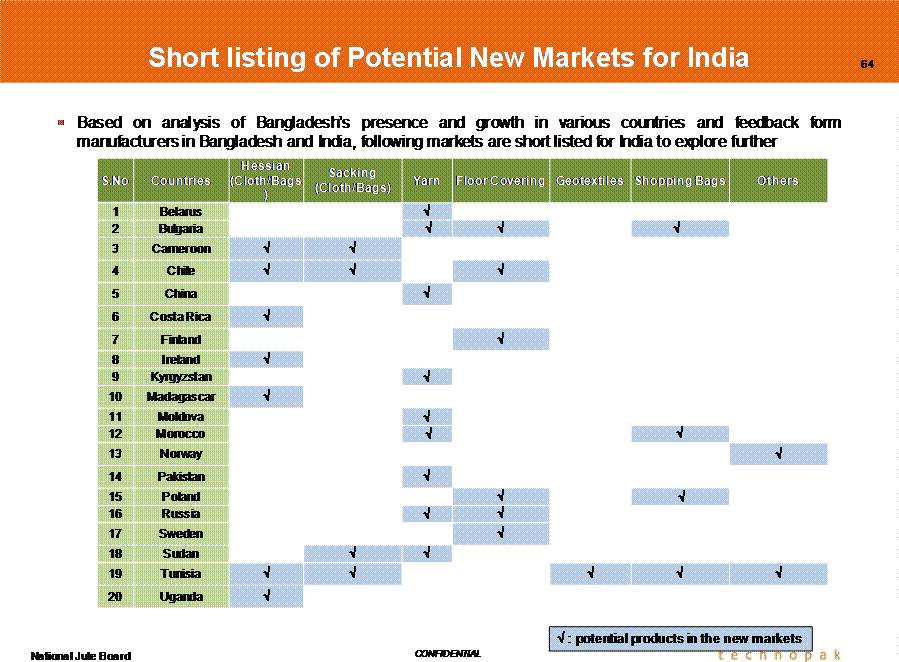 Short listing of Potential New Markets for India
64
Based on analysis of Bangladesh's presence and growth in various countries and feedback form
manufacturers in Bangladesh and India, following markets are short listed for India to explore further
S.No Countries Hessian (Cloth/Bags) Sacking (Cloth/Bags) Yarn Floor Covering Geotextiles Shopping Bags Others
1 Belarus √
2 Bulgaria √ √ √
3 Cameroon √ √
4 Chile √ √ √
5 China √
6 Costa Rica √
7 Finland √
8 Ireland √
9 Kyrgyzstan √
10 Madagascar √
11 Moldova √
12 Morocco √ √
13 Norway √
14 Pakistan √
15 Poland √ √
16 Russia √ √
17 Sweden √
18 Sudan √ √
19 Tunisia √ √ √ √ √
20 Uganda √
√ : potential products in the new markets
National Jute Board
CONFIDENTIAL
technopak